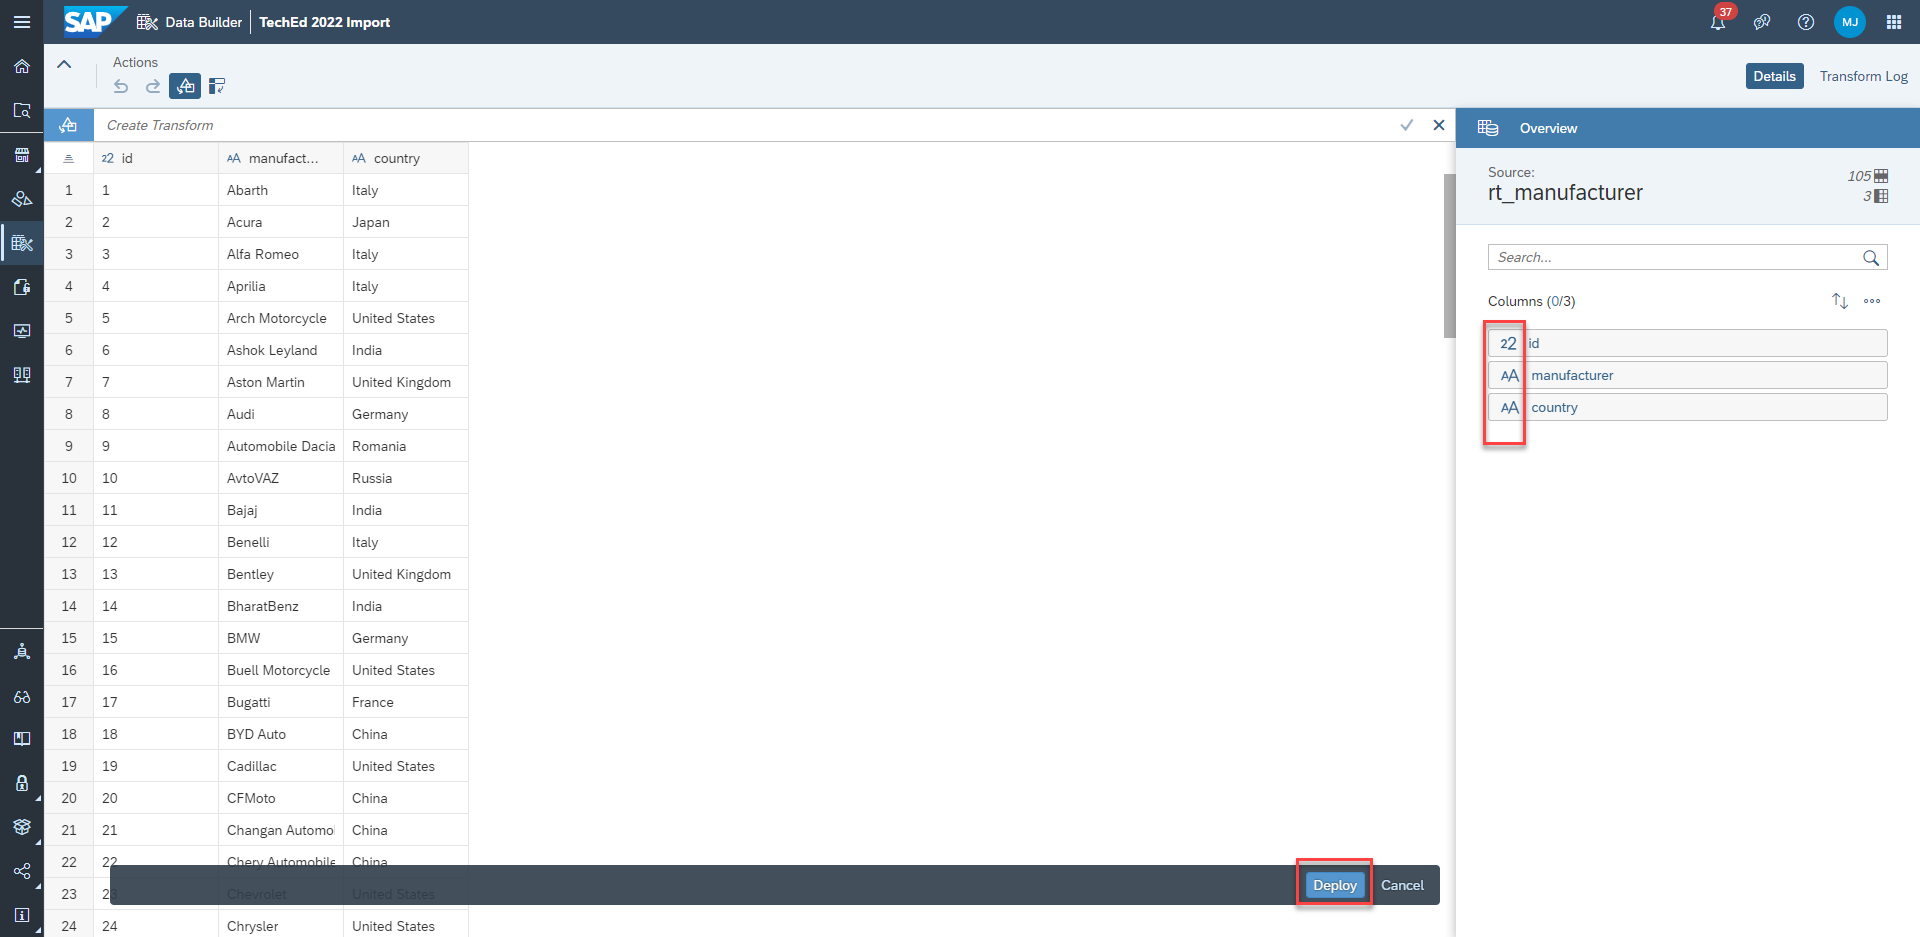 SAP Data Builder TechEd 2022 Import 37 MJ
Actions
Details Transform Log
Create Transform
Overview
22 id AA manufact... AA country
1 1 Abarth Italy
2 2 Acura Japan
3 3 Alfa Romeo Italy
4 4 Aprilia Italy
5 5 Arch Motorcycle United States
6 6 Ashok Leyland India
7 7 Aston Martin United Kingdom
8 8 Audi Germany
9 9 Automobile Dacia Romania
10 10 AvtoVAZ Russia
11 11 Bajaj India
12 12 Benelli Italy
13 13 Bentley United Kingdom
14 14 BharatBenz India
15 15 BMW Germany
16 16 Buell Motorcycle United States
17 17 Bugatti France
18 18 BYD Auto China
19 19 Cadillac United States
20 20 CFMoto China
21 21 Changan Automo China
22 22 Chery Automobile China
23 23 Chevrolet United States
24 24 Chrysler United States
Deploy Cancel
Source:
rt_manufacturer
105
3
Search...
Columns (0/3)
22 id
AA manufacturer
AA country